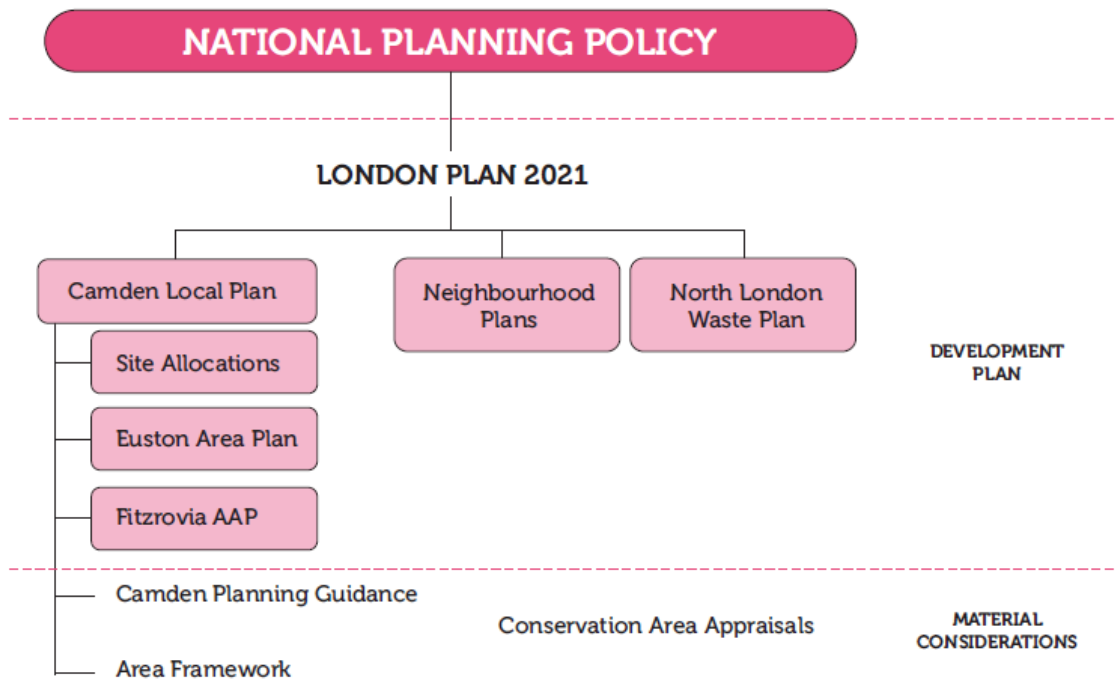 NATIONAL PLANNING POLICY
LONDON PLAN 2021
Camden Local Plan
Neighbourhood
Plans
North London
Waste Plan
Site Allocations
Euston Area Plan
Fitzrovia AAP
DEVELOPMENT
PLAN
Camden Planning Guidance
Area Framework
Conservation Area Appraisals
MATERIAL
CONSIDERATIONS